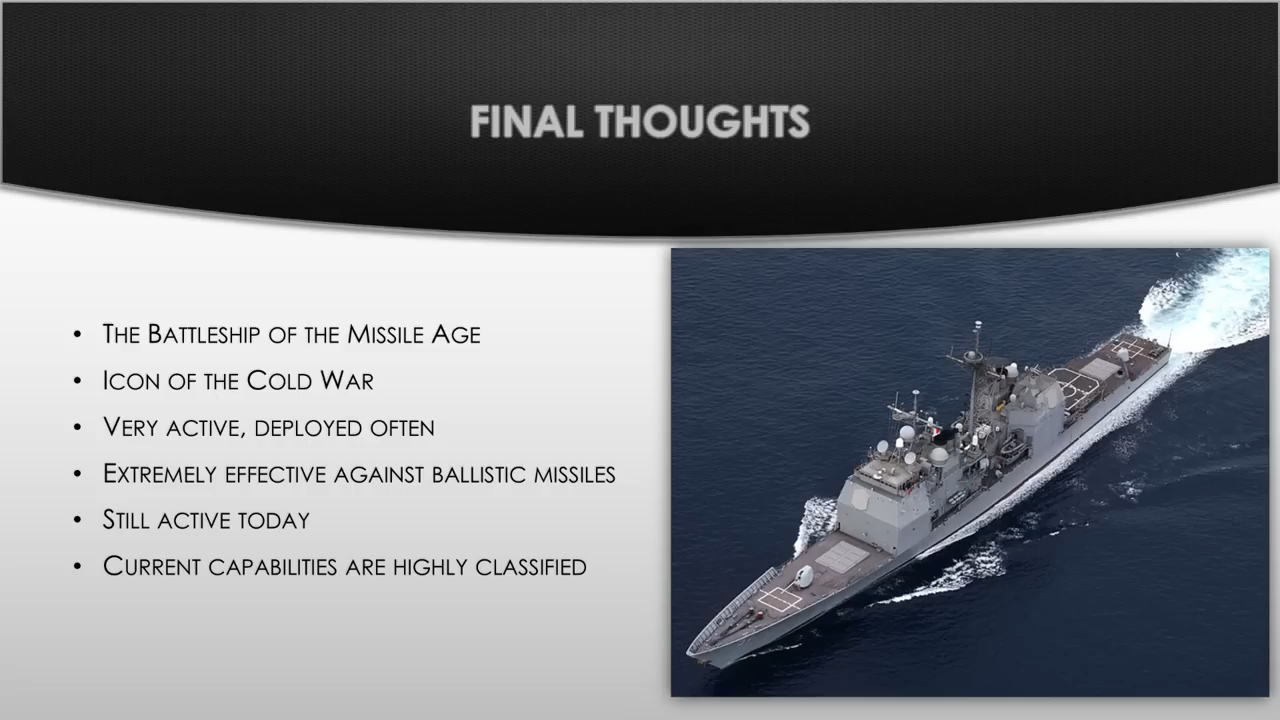 FINAL THOUGHTS
• The Battleship of the Missile Age
• Icon of the Cold War
• Very active, deployed often
• Extremely effective against ballistic missiles
• Still active today
• Current capabilities are highly classified